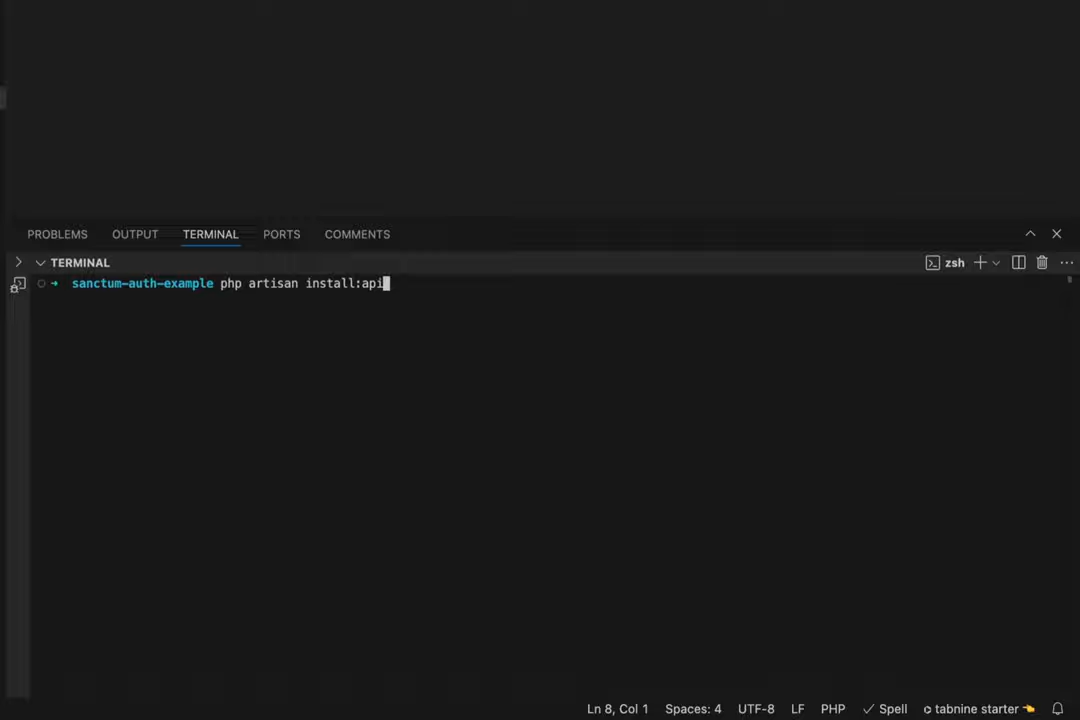 PROBLEMS OUTPUT TERMINAL PORTS COMMENTS
TERMINAL zsh
sanctum-auth-example php artisan install:api
Ln 8, Col 1 Spaces: 4 UTF-8 LF PHP Spell tabnine starter